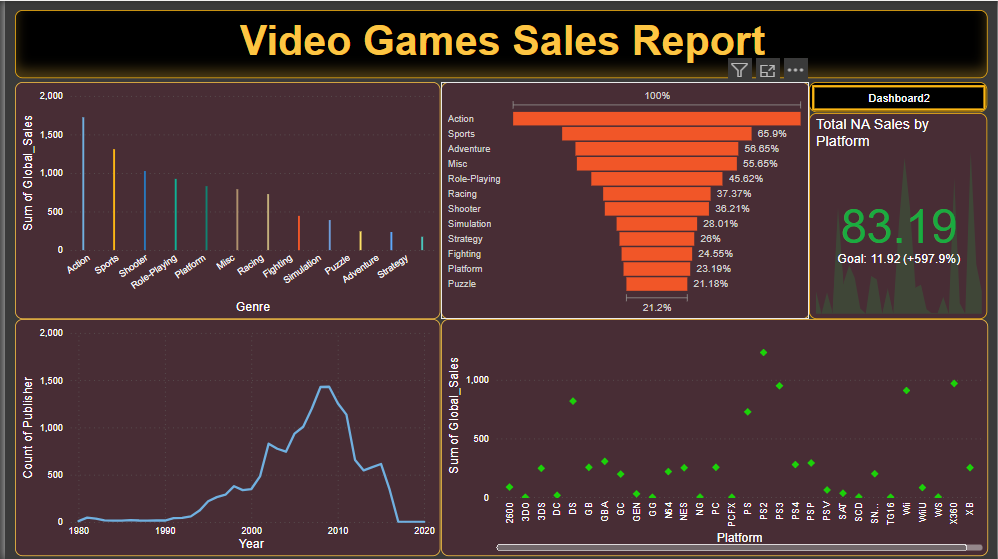 Video Games Sales Report
2,000
1,500
1,000
500
0
Sum of Global_Sales
Action
Sports
Shooter
Role-Playing
Platform
Misc
Racing
Fighting
Simulation
Puzzle
Adventure
Strategy
Genre
100%
Action
Sports 65.9%
Adventure 56.65%
Misc 55.65%
Role-Playing 45.62%
Racing 37.37%
Shooter 36.21%
Simulation 28.01%
Strategy 26%
Fighting 24.55%
Platform 23.19%
Puzzle 21.18%
21.2%
Dashboard2
Total NA Sales by
Platform
83.19
Goal: 11.92 (+597.9%)
2,000
1,500
1,000
500
0
Count of Publisher
1980 1990 2000 2010 2020
Year
1,000
500
0
Sum of Global_Sales
2600
3DO
3DS
DC
DS
GB
GBA
GC
GEN
GG
N64
NES
NG
PC
PCFX
PS
PS2
PS3
PS4
PSP
PSV
SAT
SCD
SN...
TG16
Wii
WiiU
WS
X360
XB
Platform